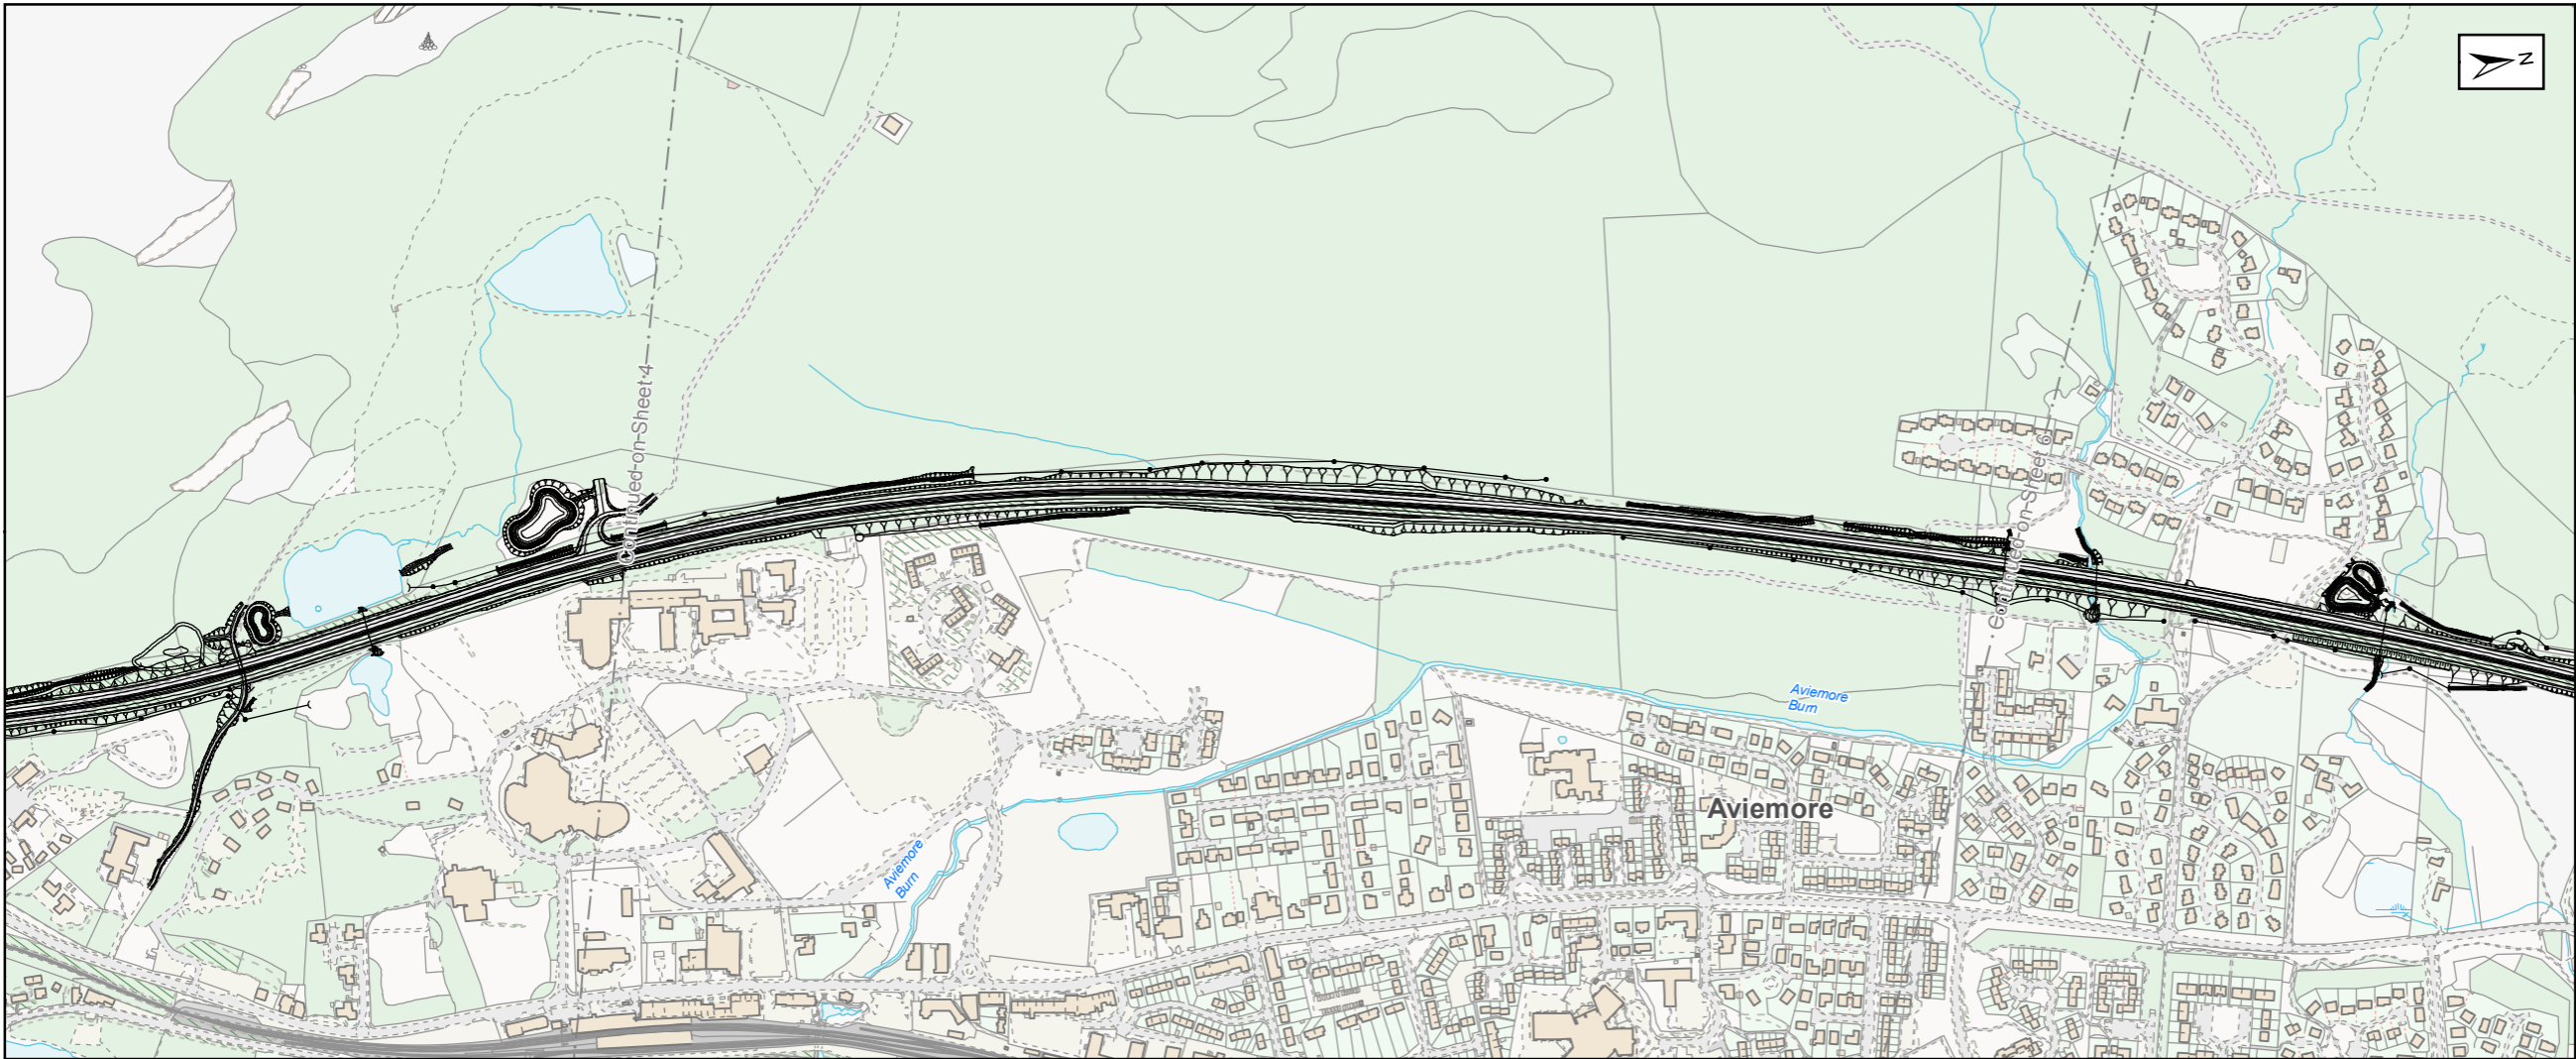 N
Continued on Sheet 4
Continued on Sheet 6
Aviemore
Burn
Aviemore
Aviemore
Burn